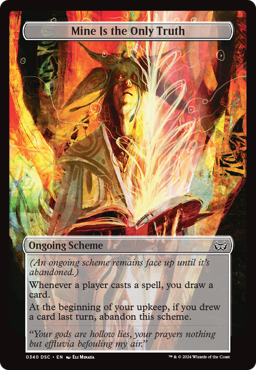 Mine Is the Only Truth
Ongoing Scheme
(An ongoing scheme remains face up until it's
abandoned.)
Whenever a player casts a spell, you draw a
card.
At the beginning of your upkeep, if you drew
a card last turn, abandon this scheme.
"Your gods are hollow lies, your prayers nothing
but effluvia befouling my air."
0340 DSC • EN Eli Minaya
™ & © 2024 Wizards of the Coast